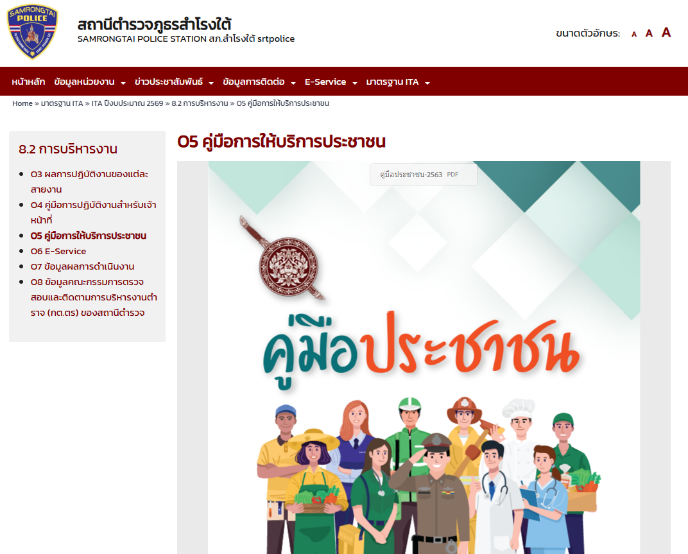 SAMRONGTAI
POLICE
สถานีตำรวจภูธรสำโรงใต้
SAMRONGTAI POLICE STATION สภ.สำโรงใต้ srtpolice
ขนาดตัวอักษร: A A A
หน้าหลัก ข้อมูลหน่วยงาน ข่าวประชาสัมพันธ์ ข้อมูลการติดต่อ E-Service มาตรฐาน ITA
Home » มาตรฐาน ITA » ITA ปีงบประมาณ 2569 » 8.2 การบริหารงาน » O5 คู่มือการให้บริการประชาชน
8.2 การบริหารงาน
O3 ผลการปฏิบัติงานของแต่ละ
สายงาน
O4 คู่มือการปฏิบัติงานสำหรับเจ้า
หน้าที่
O5 คู่มือการให้บริการประชาชน
O6 E-Service
O7 ข้อมูลผลการดำเนินงาน
O8 ข้อมูลคณะกรรมการตรวจ
สอบและติดตามการบริหารงานตำ
รวจ (กต.ตร) ของสถานีตำรวจ
O5 คู่มือการให้บริการประชาชน
คู่มือประชาชน-2563 PDF
คู่มือประชาชน